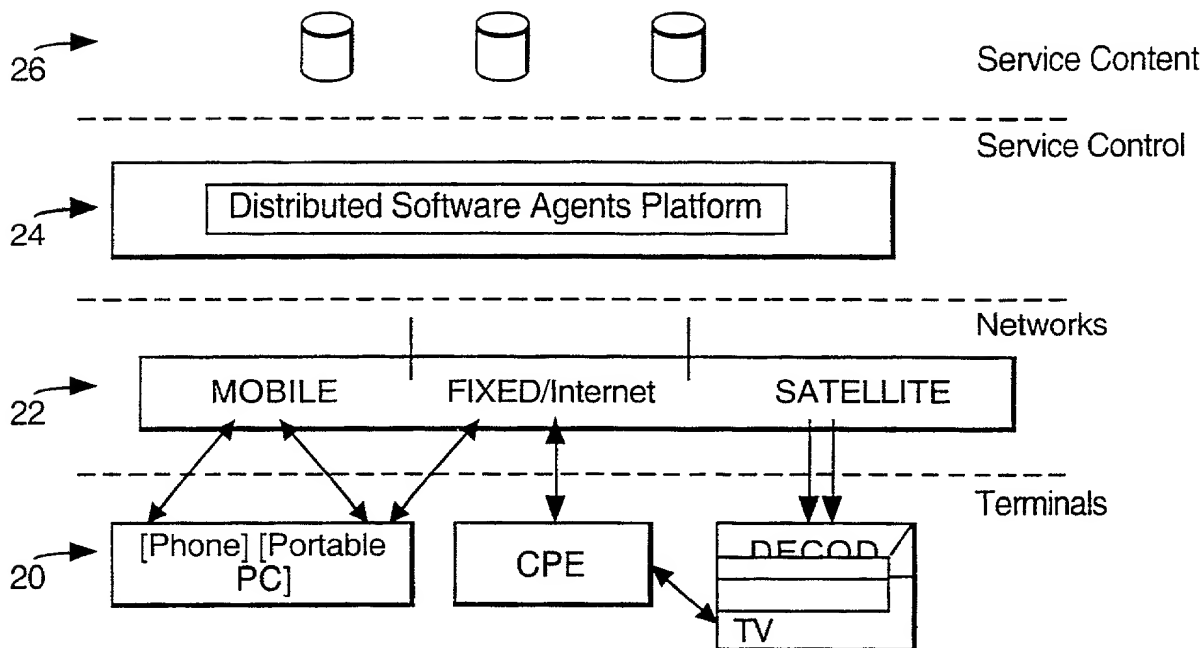 26
Service Content
Service Control
24
Distributed Software Agents Platform
Networks
22
MOBILE
FIXED/Internet
SATELLITE
Terminals
20
[Phone] [Portable
PC]
CPE
DECOD
TV